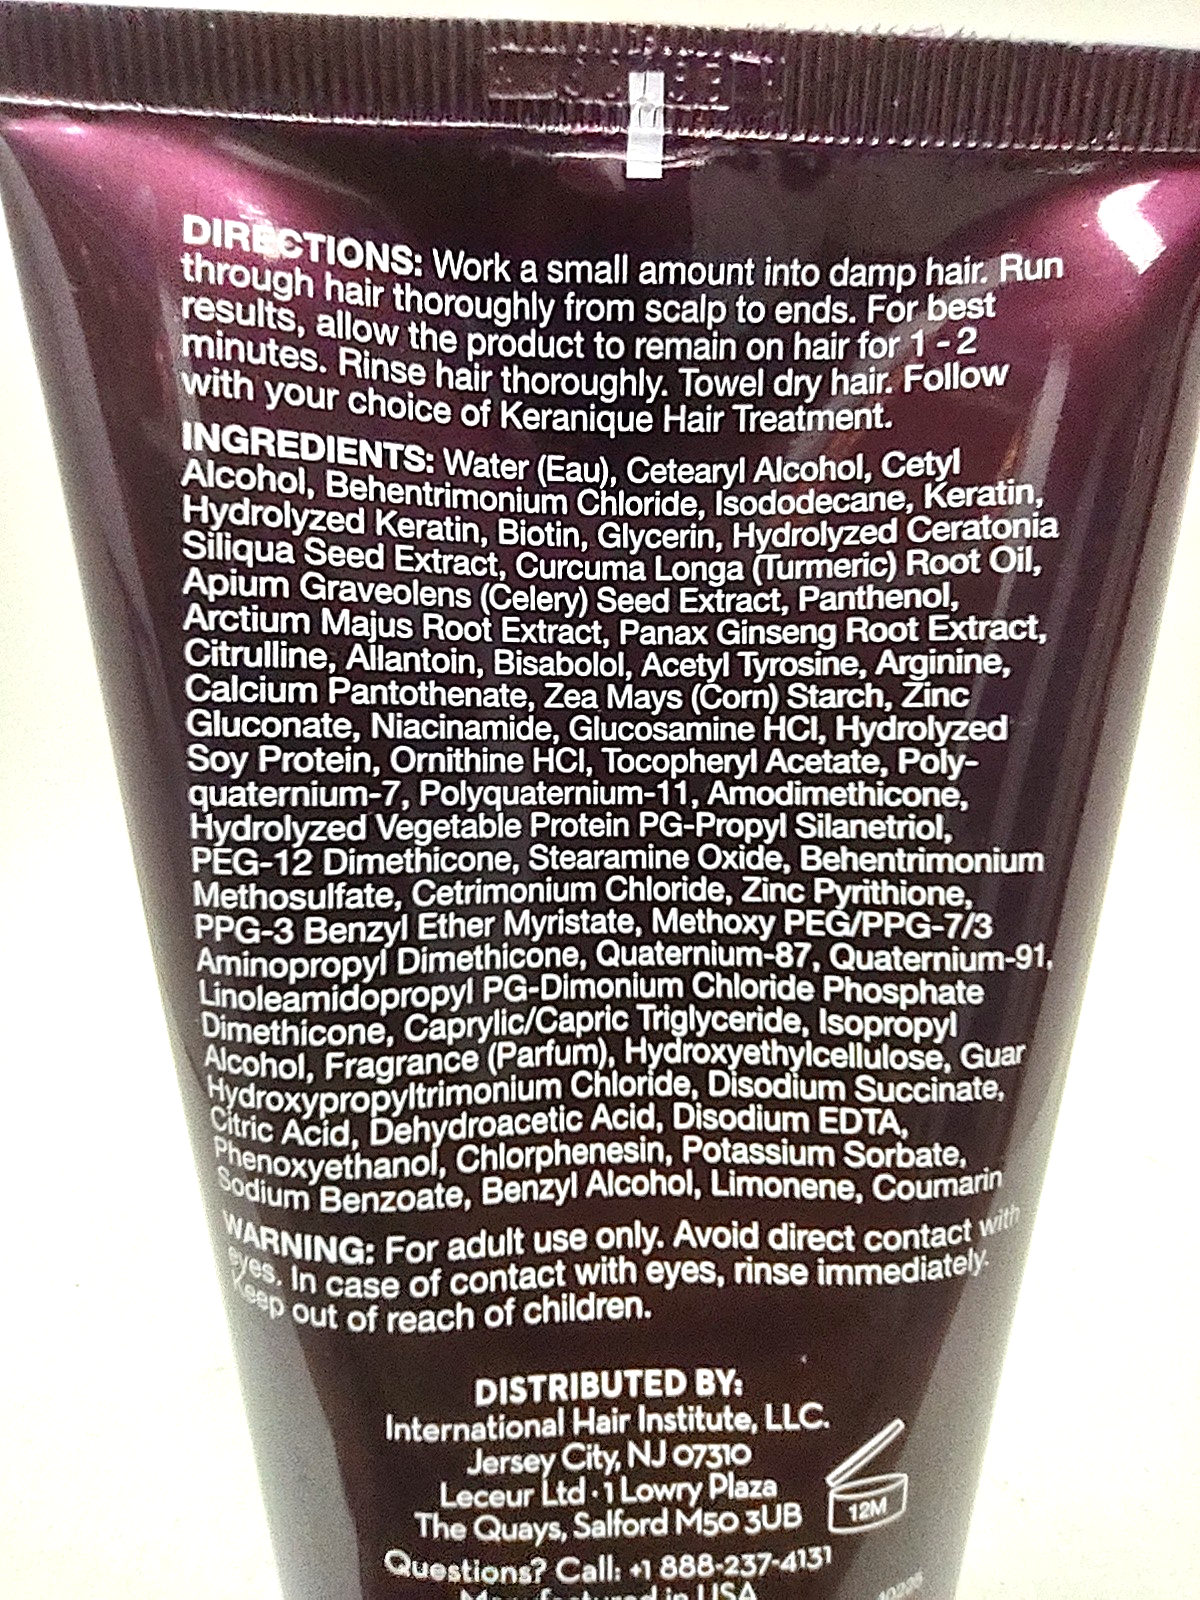 DIRECTIONS: Work a small amount into damp hair. Run
through hair thoroughly from scalp to ends. For best
results, allow the product to remain on hair for 1 - 2
minutes. Rinse hair thoroughly. Towel dry hair. Follow
with your choice of Keranique Hair Treatment.
INGREDIENTS: Water (Eau), Cetearyl Alcohol, Cetyl
Alcohol, Behentrimonium Chloride, Isododecane, Keratin,
Hydrolyzed Keratin, Biotin, Glycerin, Hydrolyzed Ceratonia
Siliqua Seed Extract, Curcuma Longa (Turmeric) Root Oil,
Apium Graveolens (Celery) Seed Extract, Panthenol,
Arctium Majus Root Extract, Panax Ginseng Root Extract,
Citrulline, Allantoin, Bisabolol, Acetyl Tyrosine, Arginine,
Calcium Pantothenate, Zea Mays (Corn) Starch, Zinc
Gluconate, Niacinamide, Glucosamine HCl, Hydrolyzed
Soy Protein, Ornithine HCl, Tocopheryl Acetate, Poly-
quaternium-7, Polyquaternium-11, Amodimethicone,
Hydrolyzed Vegetable Protein PG-Propyl Silanetriol,
PEG-12 Dimethicone, Stearamine Oxide, Behentrimonium
Methosulfate, Cetrimonium Chloride, Zinc Pyrithione,
PPG-3 Benzyl Ether Myristate, Methoxy PEG/PPG-7/3
Aminopropyl Dimethicone, Quaternium-87, Quaternium-91,
Linoleamidopropyl PG-Dimonium Chloride Phosphate
Dimethicone, Caprylic/Capric Triglyceride, Isopropyl
Alcohol, Fragrance (Parfum), Hydroxyethylcellulose, Guar
Hydroxypropyltrimonium Chloride, Disodium Succinate,
Citric Acid, Dehydroacetic Acid, Disodium EDTA,
Phenoxyethanol, Chlorphenesin, Potassium Sorbate,
Sodium Benzoate, Benzyl Alcohol, Limonene, Coumarin
WARNING: For adult use only. Avoid direct contact with
eyes. In case of contact with eyes, rinse immediately.
Keep out of reach of children.
DISTRIBUTED BY:
International Hair Institute, LLC.
Jersey City, NJ 07310
Leceur Ltd · 1 Lowry Plaza
The Quays, Salford M50 3UB
12M
Questions? Call: +1 888-237-4131
Manufactured in USA